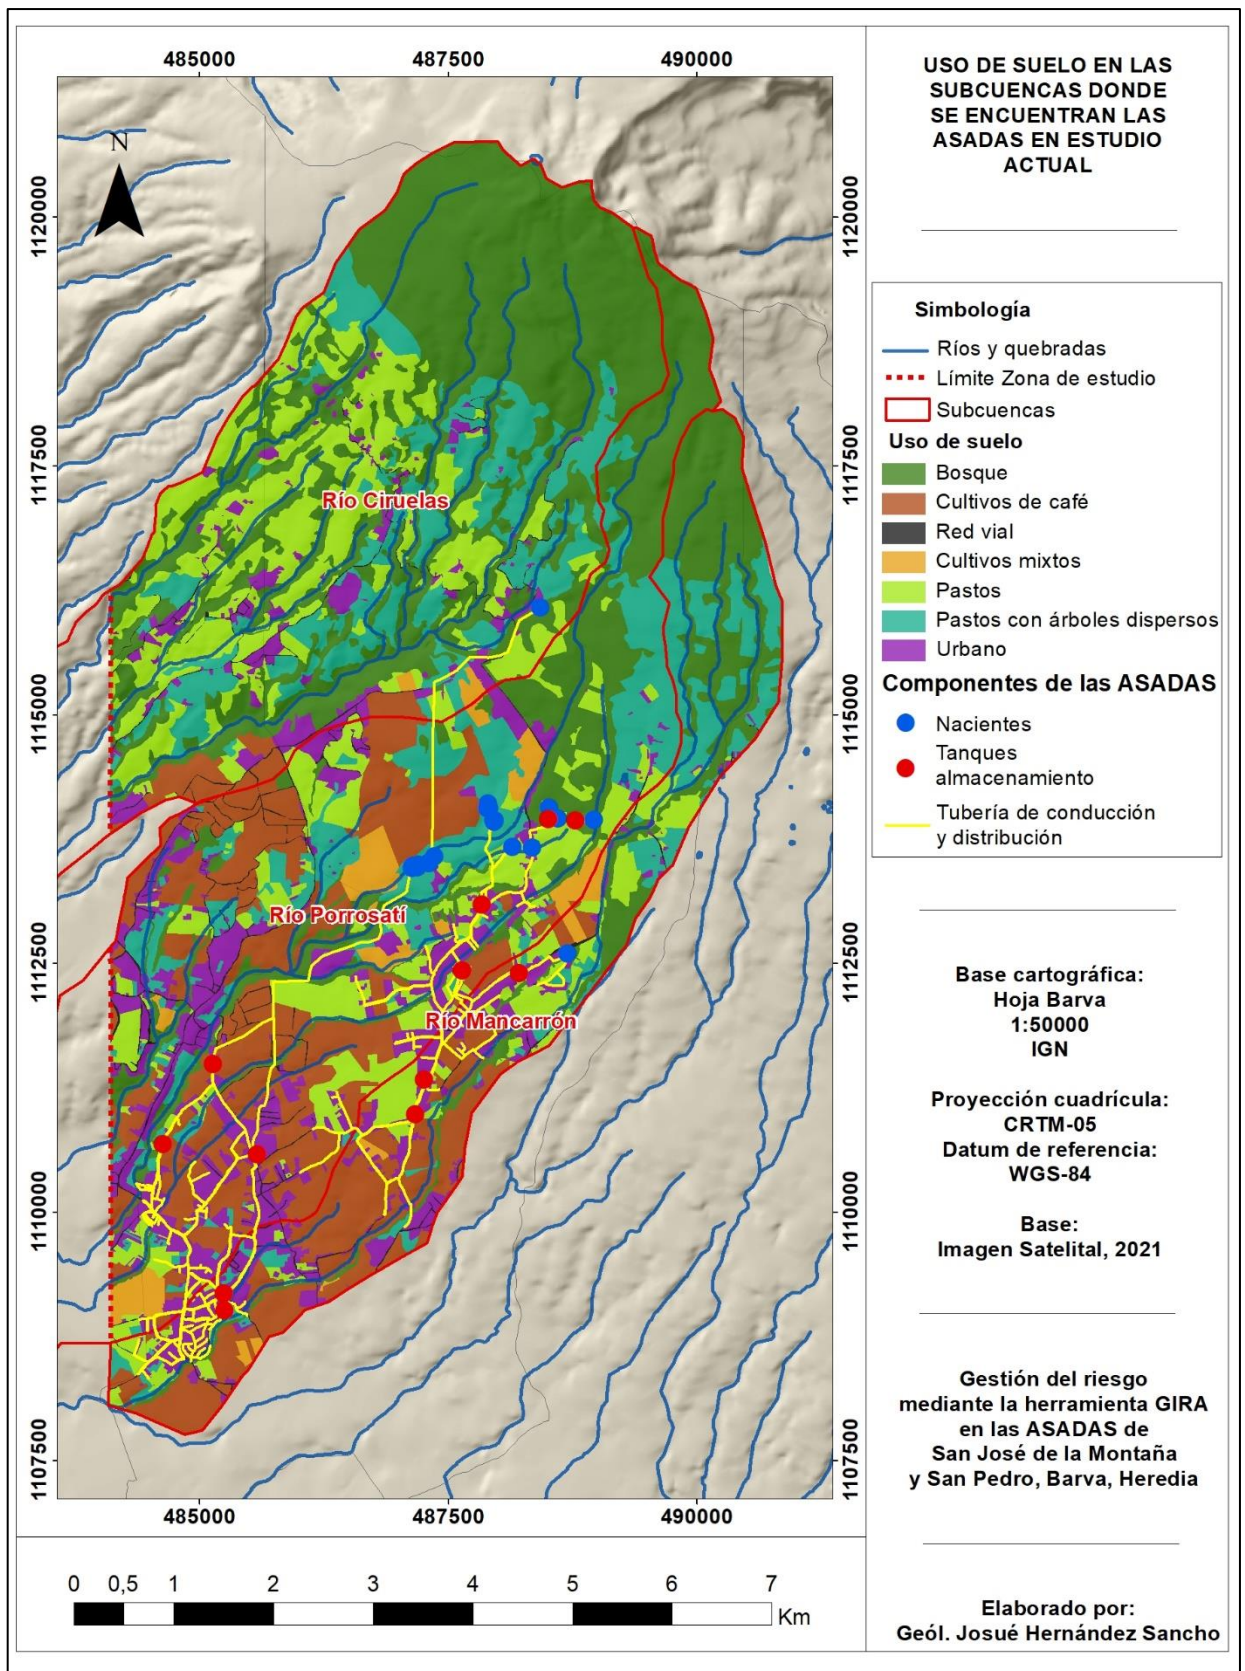 485000 487500 490000
N
1120000
1120000
1117500
1117500
Río Ciruelas
1115000
1115000
Río Porrosatí
1112500
1112500
Río Mancarrón
1110000
1110000
1107500
1107500
485000 487500 490000
0 0,5 1 2 3 4 5 6 7
Km
USO DE SUELO EN LAS
SUBCUENCAS DONDE
SE ENCUENTRAN LAS
ASADAS EN ESTUDIO
ACTUAL
Simbología
Ríos y quebradas
Límite Zona de estudio
Subcuencas
Uso de suelo
Bosque
Cultivos de café
Red vial
Cultivos mixtos
Pastos
Pastos con árboles dispersos
Urbano
Componentes de las ASADAS
Nacientes
Tanques
almacenamiento
Tubería de conducción
y distribución
Base cartográfica:
Hoja Barva
1:50000
IGN
Proyección cuadrícula:
CRTM-05
Datum de referencia:
WGS-84
Base:
Imagen Satelital, 2021
Gestión del riesgo
mediante la herramienta GIRA
en las ASADAS de
San José de la Montaña
y San Pedro, Barva, Heredia
Elaborado por:
Geól. Josué Hernández Sancho